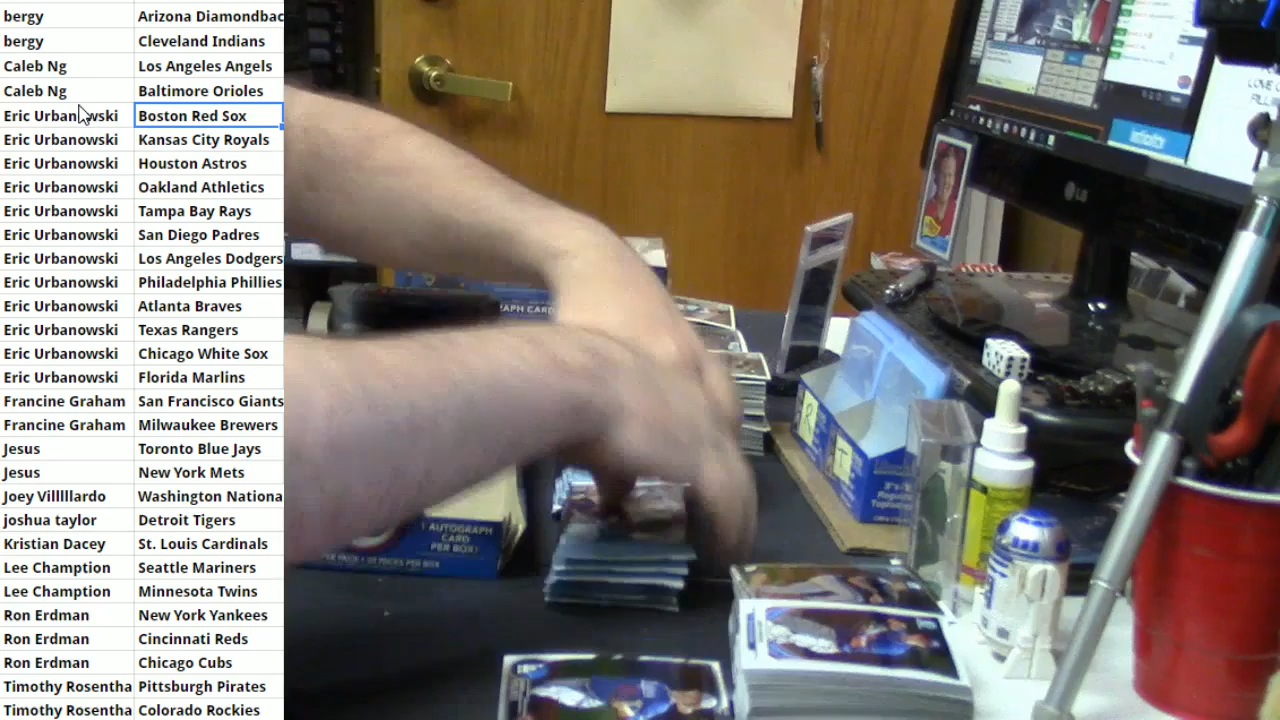 bergy Arizona Diamondbac
bergy Cleveland Indians
Caleb Ng Los Angeles Angels
Caleb Ng Baltimore Orioles
Eric Urbanowski Boston Red Sox
Eric Urbanowski Kansas City Royals
Eric Urbanowski Houston Astros
Eric Urbanowski Oakland Athletics
Eric Urbanowski Tampa Bay Rays
Eric Urbanowski San Diego Padres
Eric Urbanowski Los Angeles Dodgers
Eric Urbanowski Philadelphia Phillies
Eric Urbanowski Atlanta Braves
Eric Urbanowski Texas Rangers
Eric Urbanowski Chicago White Sox
Eric Urbanowski Florida Marlins
Francine Graham San Francisco Giants
Francine Graham Milwaukee Brewers
Jesus Toronto Blue Jays
Jesus New York Mets
Joey Villlllardo Washington Nationa
joshua taylor Detroit Tigers
Kristian Dacey St. Louis Cardinals
Lee Champion Seattle Mariners
Lee Champion Minnesota Twins
Ron Erdman New York Yankees
Ron Erdman Cincinnati Reds
Ron Erdman Chicago Cubs
Timothy Rosentha Pittsburgh Pirates
Timothy Rosentha Colorado Rockies
LG
1 AUTOGRAPH
CARD
PER BOX!